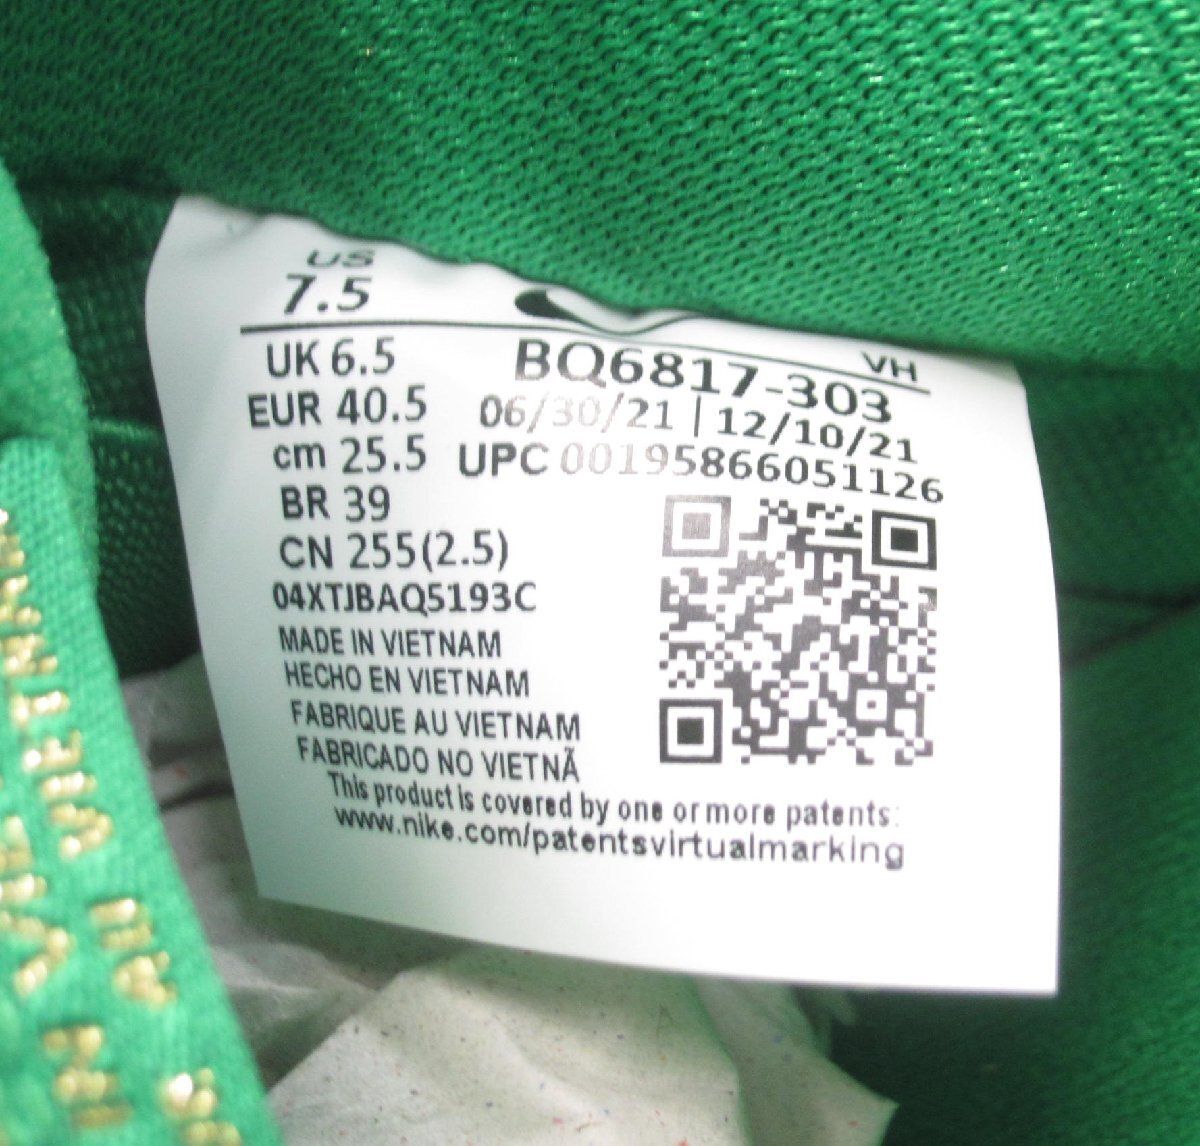 US
7.5
VH
UK 6.5
BQ6817-303
EUR 40.5
06/30/21 | 12/10/21
cm 25.5
UPC 00195866051126
BR 39
CN 255(2.5)
04XTJBAQ5193C
MADE IN VIETNAM
HECHO EN VIETNAM
FABRIQUE AU VIETNAM
FABRICADO NO VIETNÃ
This product is covered by one or more patents:
www.nike.com/patentsvirtualmarking